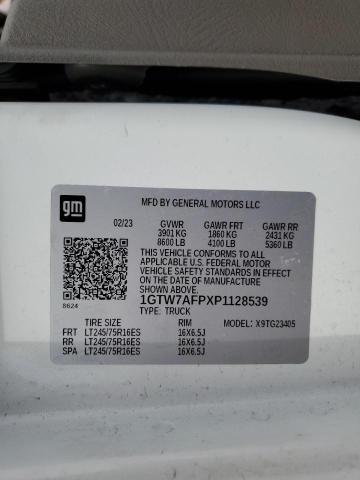 gm
MFD BY GENERAL MOTORS LLC
02/23 GVWR GAWR FRT GAWR RR
3901 KG 1860 KG 2431 KG
8600 LB 4100 LB 5360 LB
THIS VEHICLE CONFORMS TO ALL
APPLICABLE U.S. FEDERAL MOTOR
VEHICLE SAFETY STANDARDS IN EFFECT
ON THE DATE OF MANUFACTURE
SHOWN ABOVE.
1GTW7AFPXP1128539
8624 TYPE: TRUCK
TIRE SIZE RIM MODEL: X9TG23405
FRT LT245/75R16ES 16X6.5J
RR LT245/75R16ES 16X6.5J
SPA LT245/75R16ES 16X6.5J